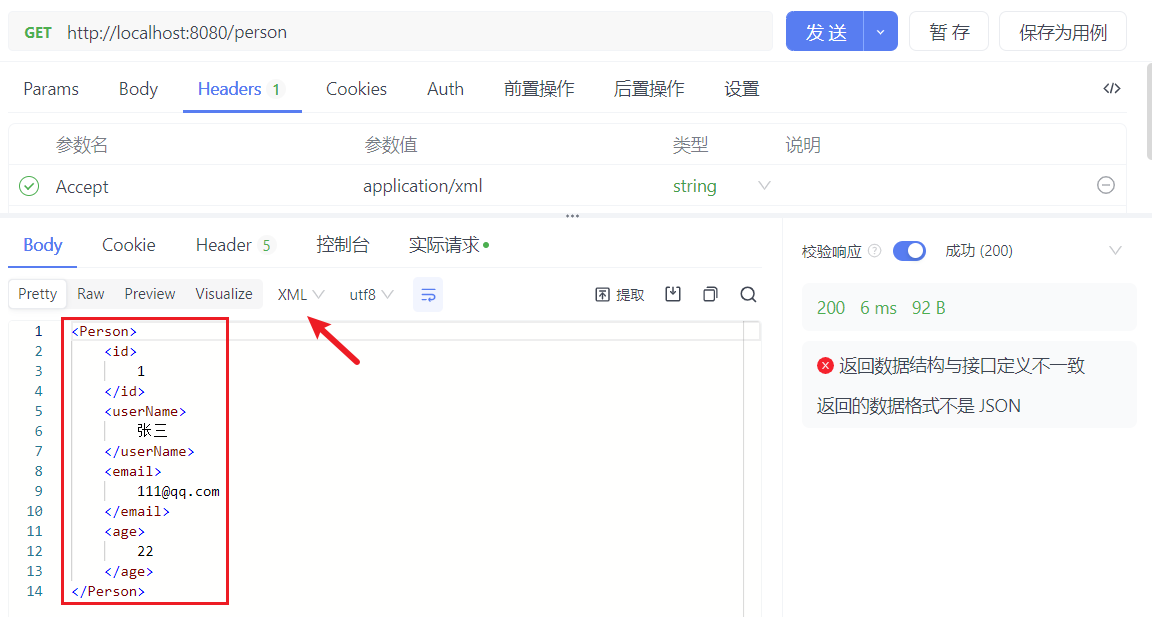 GET http://localhost:8080/person 发送 暂存 保存为用例
Params Body Headers 1 Cookies Auth 前置操作 后置操作 设置 </>
参数名 参数值 类型 说明
Accept application/xml string
Body Cookie Header 5 控制台 实际请求
Pretty Raw Preview Visualize XML utf8 提取
1 <Person>
2 <id>
3 1
4 </id>
5 <userName>
6 张三
7 </userName>
8 <email>
9 111@qq.com
10 </email>
11 <age>
12 22
13 </age>
14 </Person>
校验响应 ? 成功 (200)
200 6 ms 92 B
返回数据结构与接口定义不一致
返回的数据格式不是 JSON